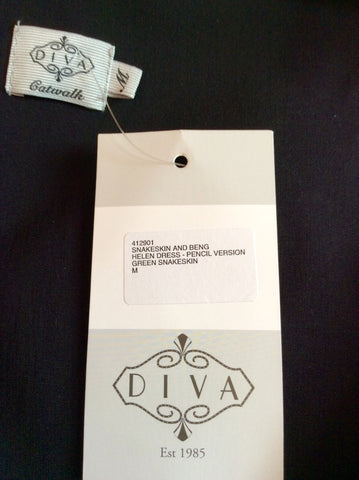 DIVA
Catwalk
M
412901
SNAKESKIN AND BENG
HELEN DRESS - PENCIL VERSION
GREEN SNAKESKIN
M
DIVA
Est 1985